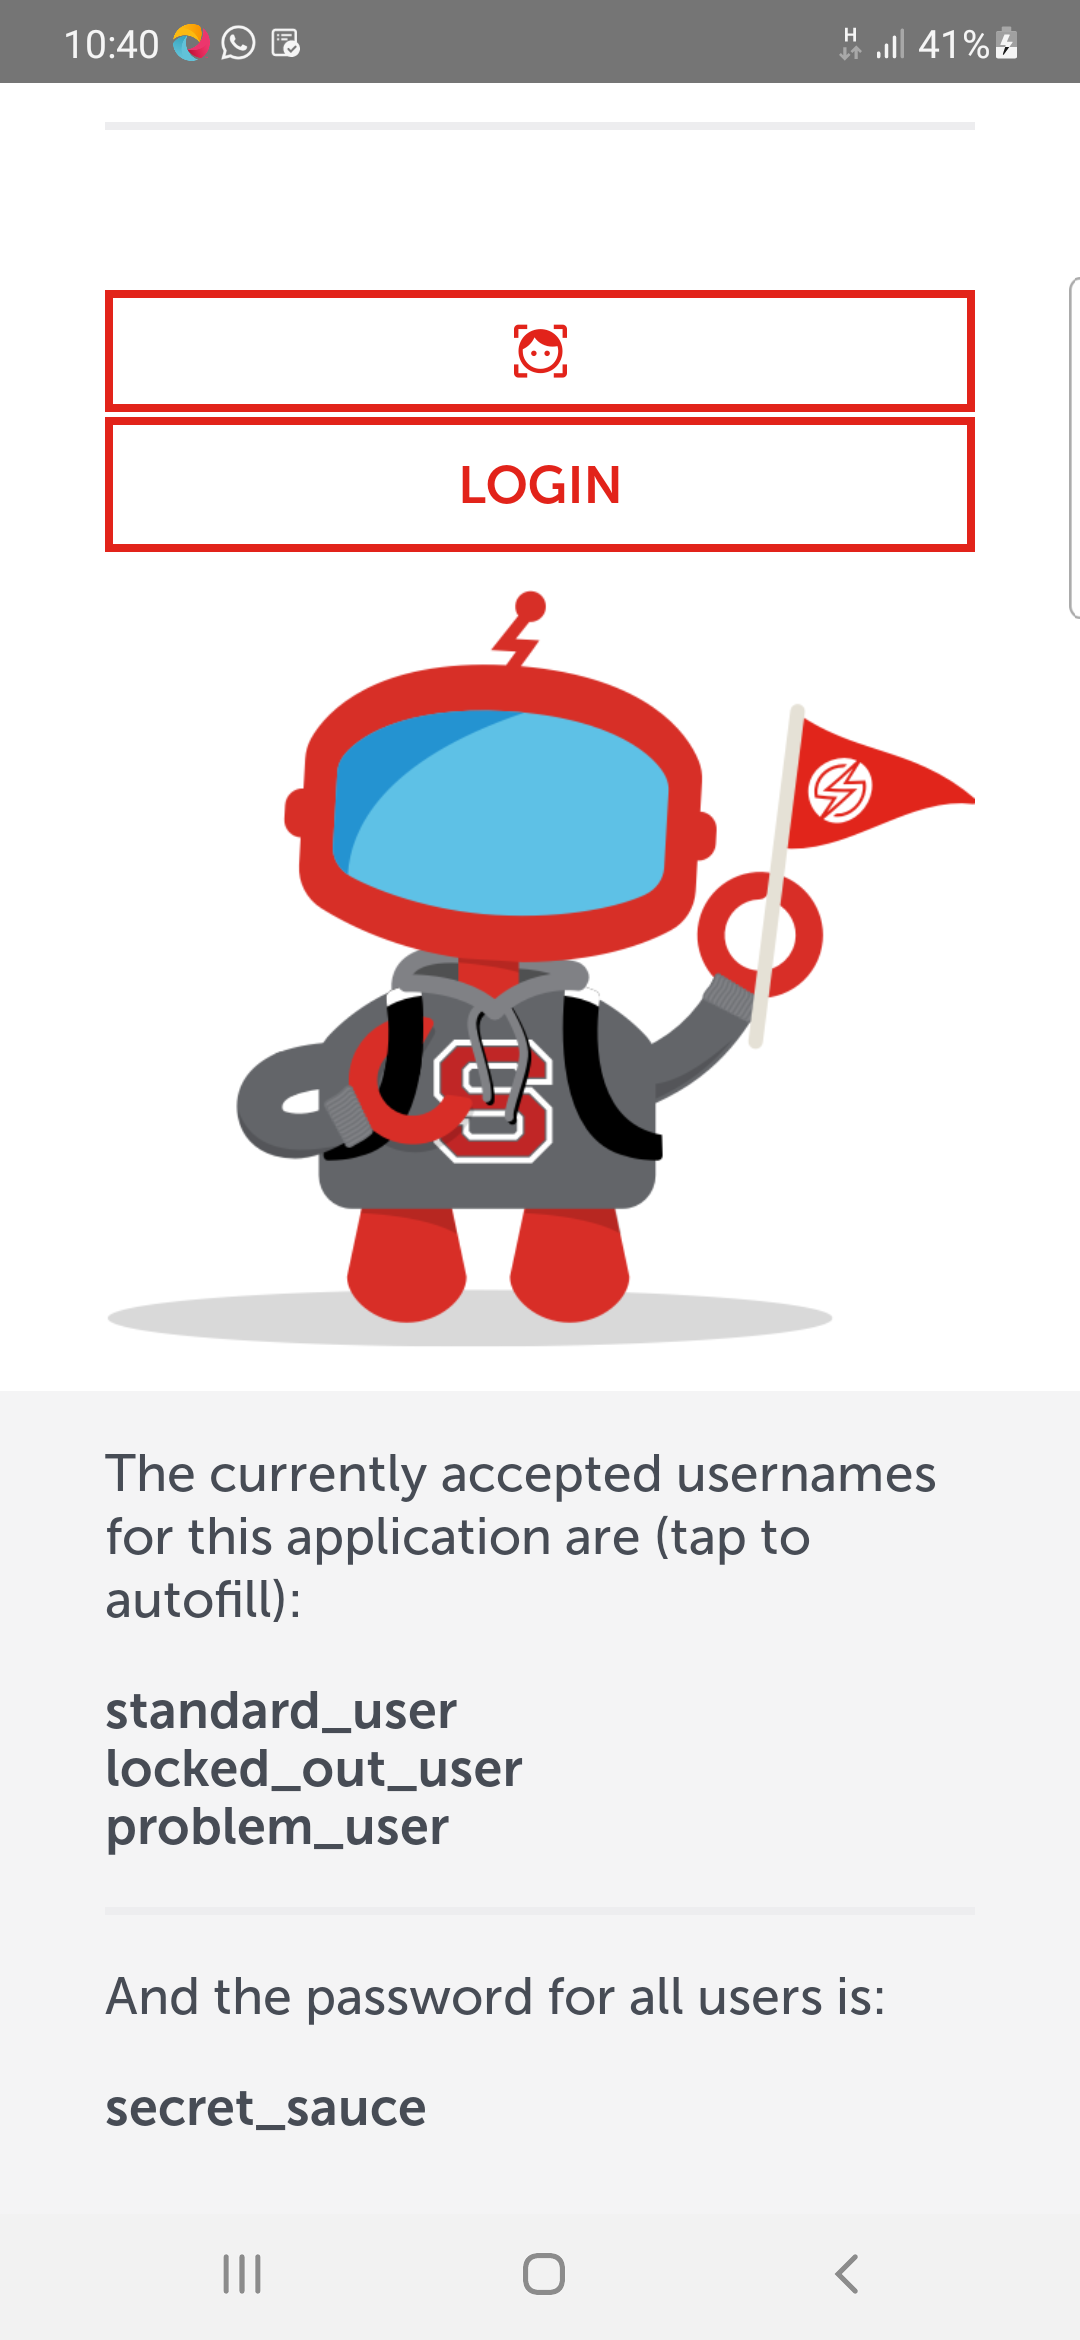 10:40
H 41%
LOGIN
S
The currently accepted usernames
for this application are (tap to
autofill):
standard_user
locked_out_user
problem_user
And the password for all users is:
secret_sauce